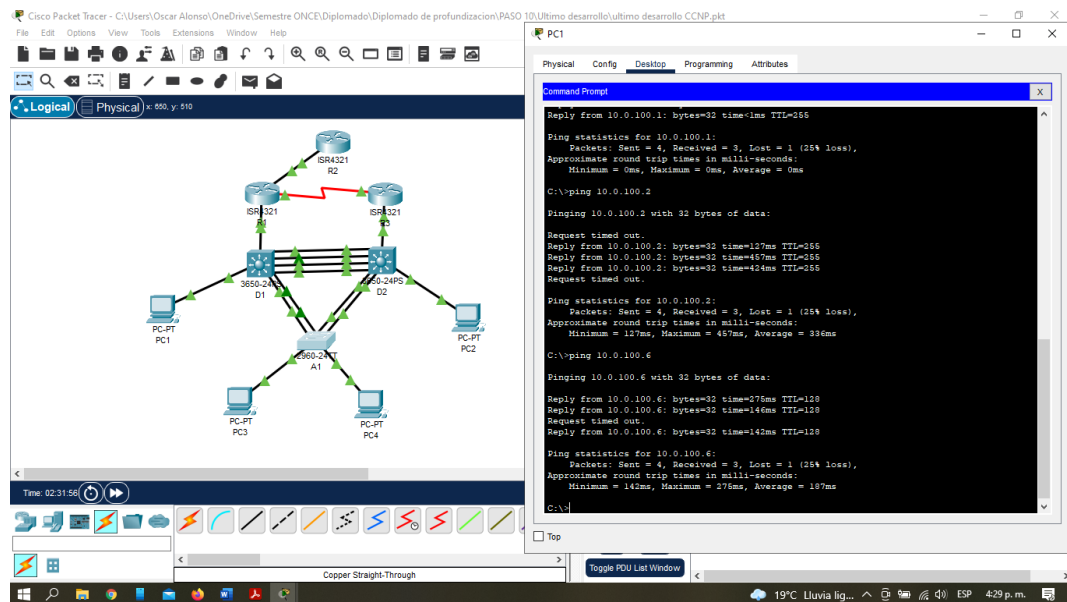 Cisco Packet Tracer - C:\Users\Oscar Alonso\OneDrive\Semestre ONCE\Diplomado\Diplomado de profundizacion\PASO 10\Ultimo desarrollo\ultimo desarrollo CCNP.pkt
File Edit Options View Tools Extensions Window Help
Logical Physical x: 650, y: 510
ISR4321
R2
ISR4321
R1
ISR4321
R3
3650-24PS
D1
3650-24PS
D2
PC-PT
PC1
PC-PT
PC2
2960-24TT
A1
PC-PT
PC3
PC-PT
PC4
Time: 02:31:56
Copper Straight-Through
Toggle PDU List Window
PC1
Physical Config Desktop Programming Attributes
Command Prompt
X
Reply from 10.0.100.1: bytes=32 time<1ms TTL=255
Ping statistics for 10.0.100.1:
Packets: Sent = 4, Received = 3, Lost = 1 (25% loss),
Approximate round trip times in milli-seconds:
Minimum = 0ms, Maximum = 0ms, Average = 0ms
C:\>ping 10.0.100.2
Pinging 10.0.100.2 with 32 bytes of data:
Request timed out.
Reply from 10.0.100.2: bytes=32 time=127ms TTL=255
Reply from 10.0.100.2: bytes=32 time=457ms TTL=255
Reply from 10.0.100.2: bytes=32 time=424ms TTL=255
Request timed out.
Ping statistics for 10.0.100.2:
Packets: Sent = 4, Received = 3, Lost = 1 (25% loss),
Approximate round trip times in milli-seconds:
Minimum = 127ms, Maximum = 457ms, Average = 336ms
C:\>ping 10.0.100.6
Pinging 10.0.100.6 with 32 bytes of data:
Reply from 10.0.100.6: bytes=32 time=275ms TTL=128
Reply from 10.0.100.6: bytes=32 time=146ms TTL=128
Request timed out.
Reply from 10.0.100.6: bytes=32 time=142ms TTL=128
Ping statistics for 10.0.100.6:
Packets: Sent = 4, Received = 3, Lost = 1 (25% loss),
Approximate round trip times in milli-seconds:
Minimum = 142ms, Maximum = 275ms, Average = 187ms
C:\>
Top
19°C Lluvia lig... ESP 4:29 p. m.